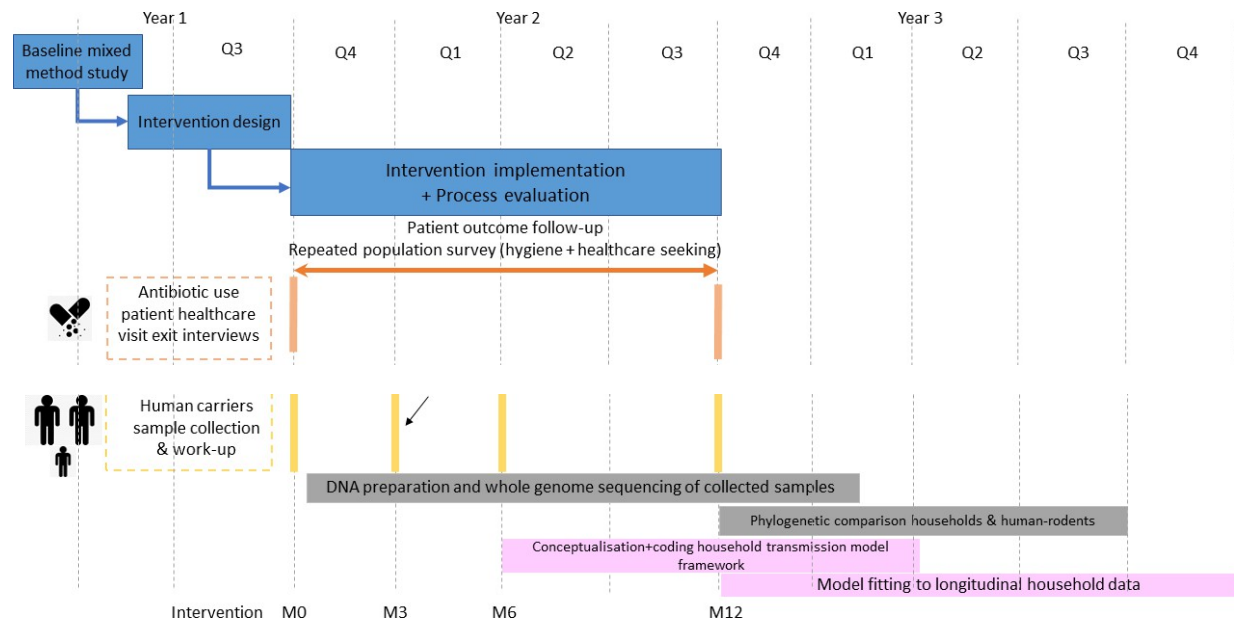 Year 1
Year 2
Year 3
Q3
Q4
Q1
Q2
Q3
Q4
Q1
Q2
Q3
Q4
Baseline mixed
method study
Intervention design
Intervention implementation
+ Process evaluation
Patient outcome follow-up
Repeated population survey (hygiene + healthcare seeking)
Antibiotic use
patient healthcare
visit exit interviews
Human carriers
sample collection
& work-up
DNA preparation and whole genome sequencing of collected samples
Phylogenetic comparison households & human-rodents
Conceptualisation+coding household transmission model
framework
Model fitting to longitudinal household data
Intervention
M0
M3
M6
M12